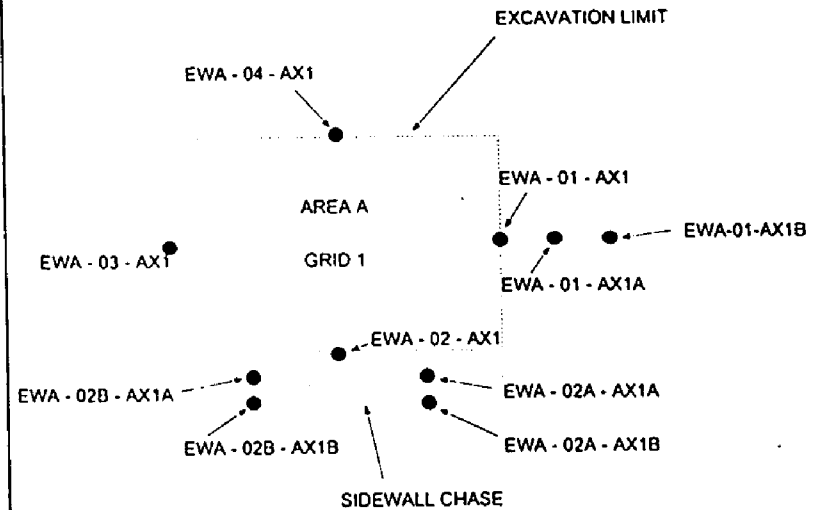 EXCAVATION LIMIT
EWA - 04 - AX1
EWA - 01 - AX1
AREA A
EWA-01-AX1B
EWA - 03 - AX1
GRID 1
EWA - 01 - AX1A
EWA - 02 - AX1
EWA - 02B - AX1A
EWA - 02A - AX1A
EWA - 02B - AX1B
EWA - 02A - AX1B
SIDEWALL CHASE